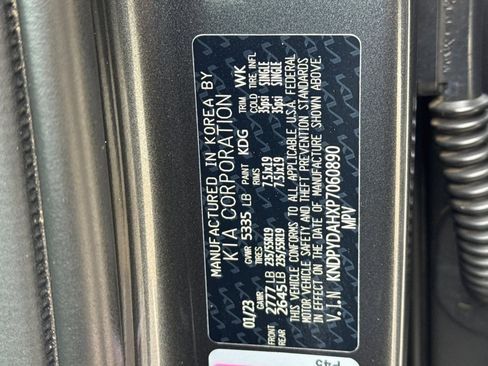 MANUFACTURED IN KOREA BY
KIA CORPORATION
01/23 GVWR 5335 LB PAINT KDG TRIM WK
GAWR TIRES RIMS COLD TIRE INFL
FRONT 2777 LB 235/55R19 7.5Jx19 35psi SINGLE
REAR 2645 LB 235/55R19 7.5Jx19 35psi SINGLE
THIS VEHICLE CONFORMS TO ALL APPLICABLE U.S.A. FEDERAL
MOTOR VEHICLE SAFETY AND THEFT PREVENTION STANDARDS
IN EFFECT ON THE DATE OF MANUFACTURE SHOWN ABOVE.
V.I.N. KNDPYDAHXP7060890
MPV